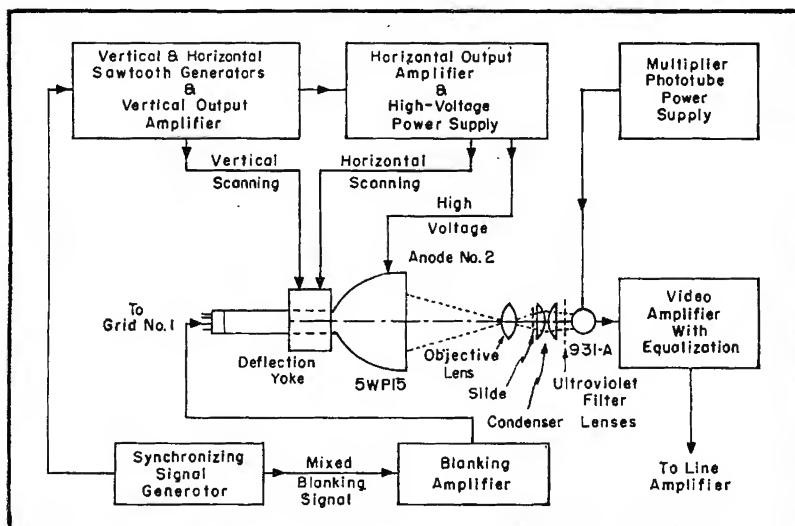 Vertical & Horizontal
Sawtooth Generators
&
Vertical Output
Amplifier
Horizontal Output
Amplifier
&
High-Voltage
Power Supply
Multiplier
Phototube
Power
Supply
Vertical
Scanning
Horizontal
Scanning
High
Voltage
Anode No. 2
To
Grid No. 1
Deflection
Yoke
5WP15
Objective
Lens
Slide
Condenser
931-A
Ultraviolet
Filter
Lenses
Video
Amplifier
With
Equalization
To Line
Amplifier
Synchronizing
Signal
Generator
Mixed
Blanking
Signal
Blanking
Amplifier